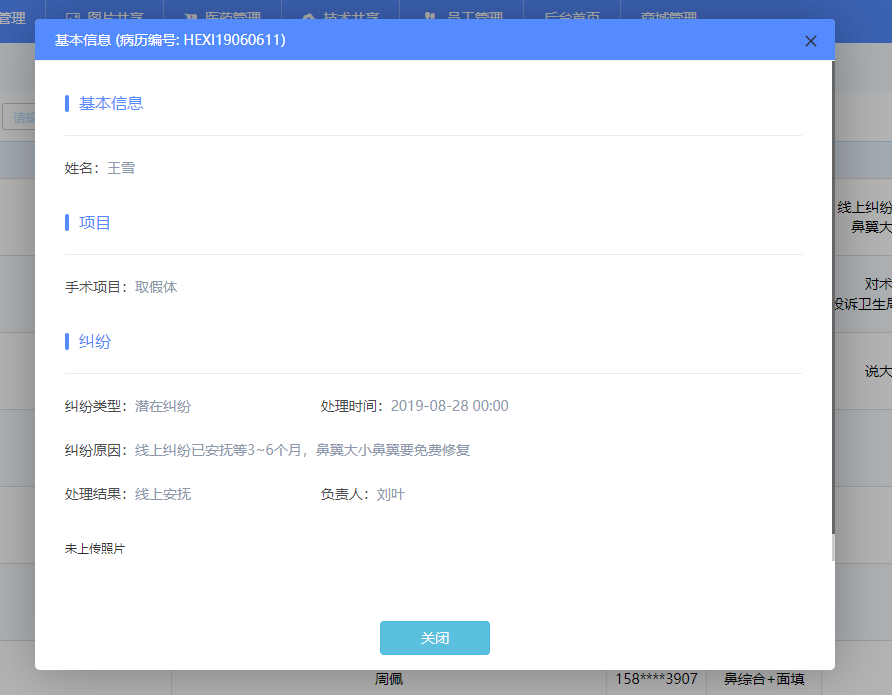 管理 图片共享 医药管理 技术共享 员工管理 后台首页 商城管理
基本信息 (病历编号: HEXI19060611)
基本信息
请输
姓名：王雪
线上纠纷
项目
鼻翼大
手术项目：取假体
对术
投诉卫生局
纠纷
说大
纠纷类型：潜在纠纷 处理时间：2019-08-28 00:00
纠纷原因：线上纠纷已安抚等3~6个月，鼻翼大小鼻翼要免费修复
处理结果：线上安抚 负责人：刘叶
未上传照片
关闭
周佩 158****3907 鼻综合+面填